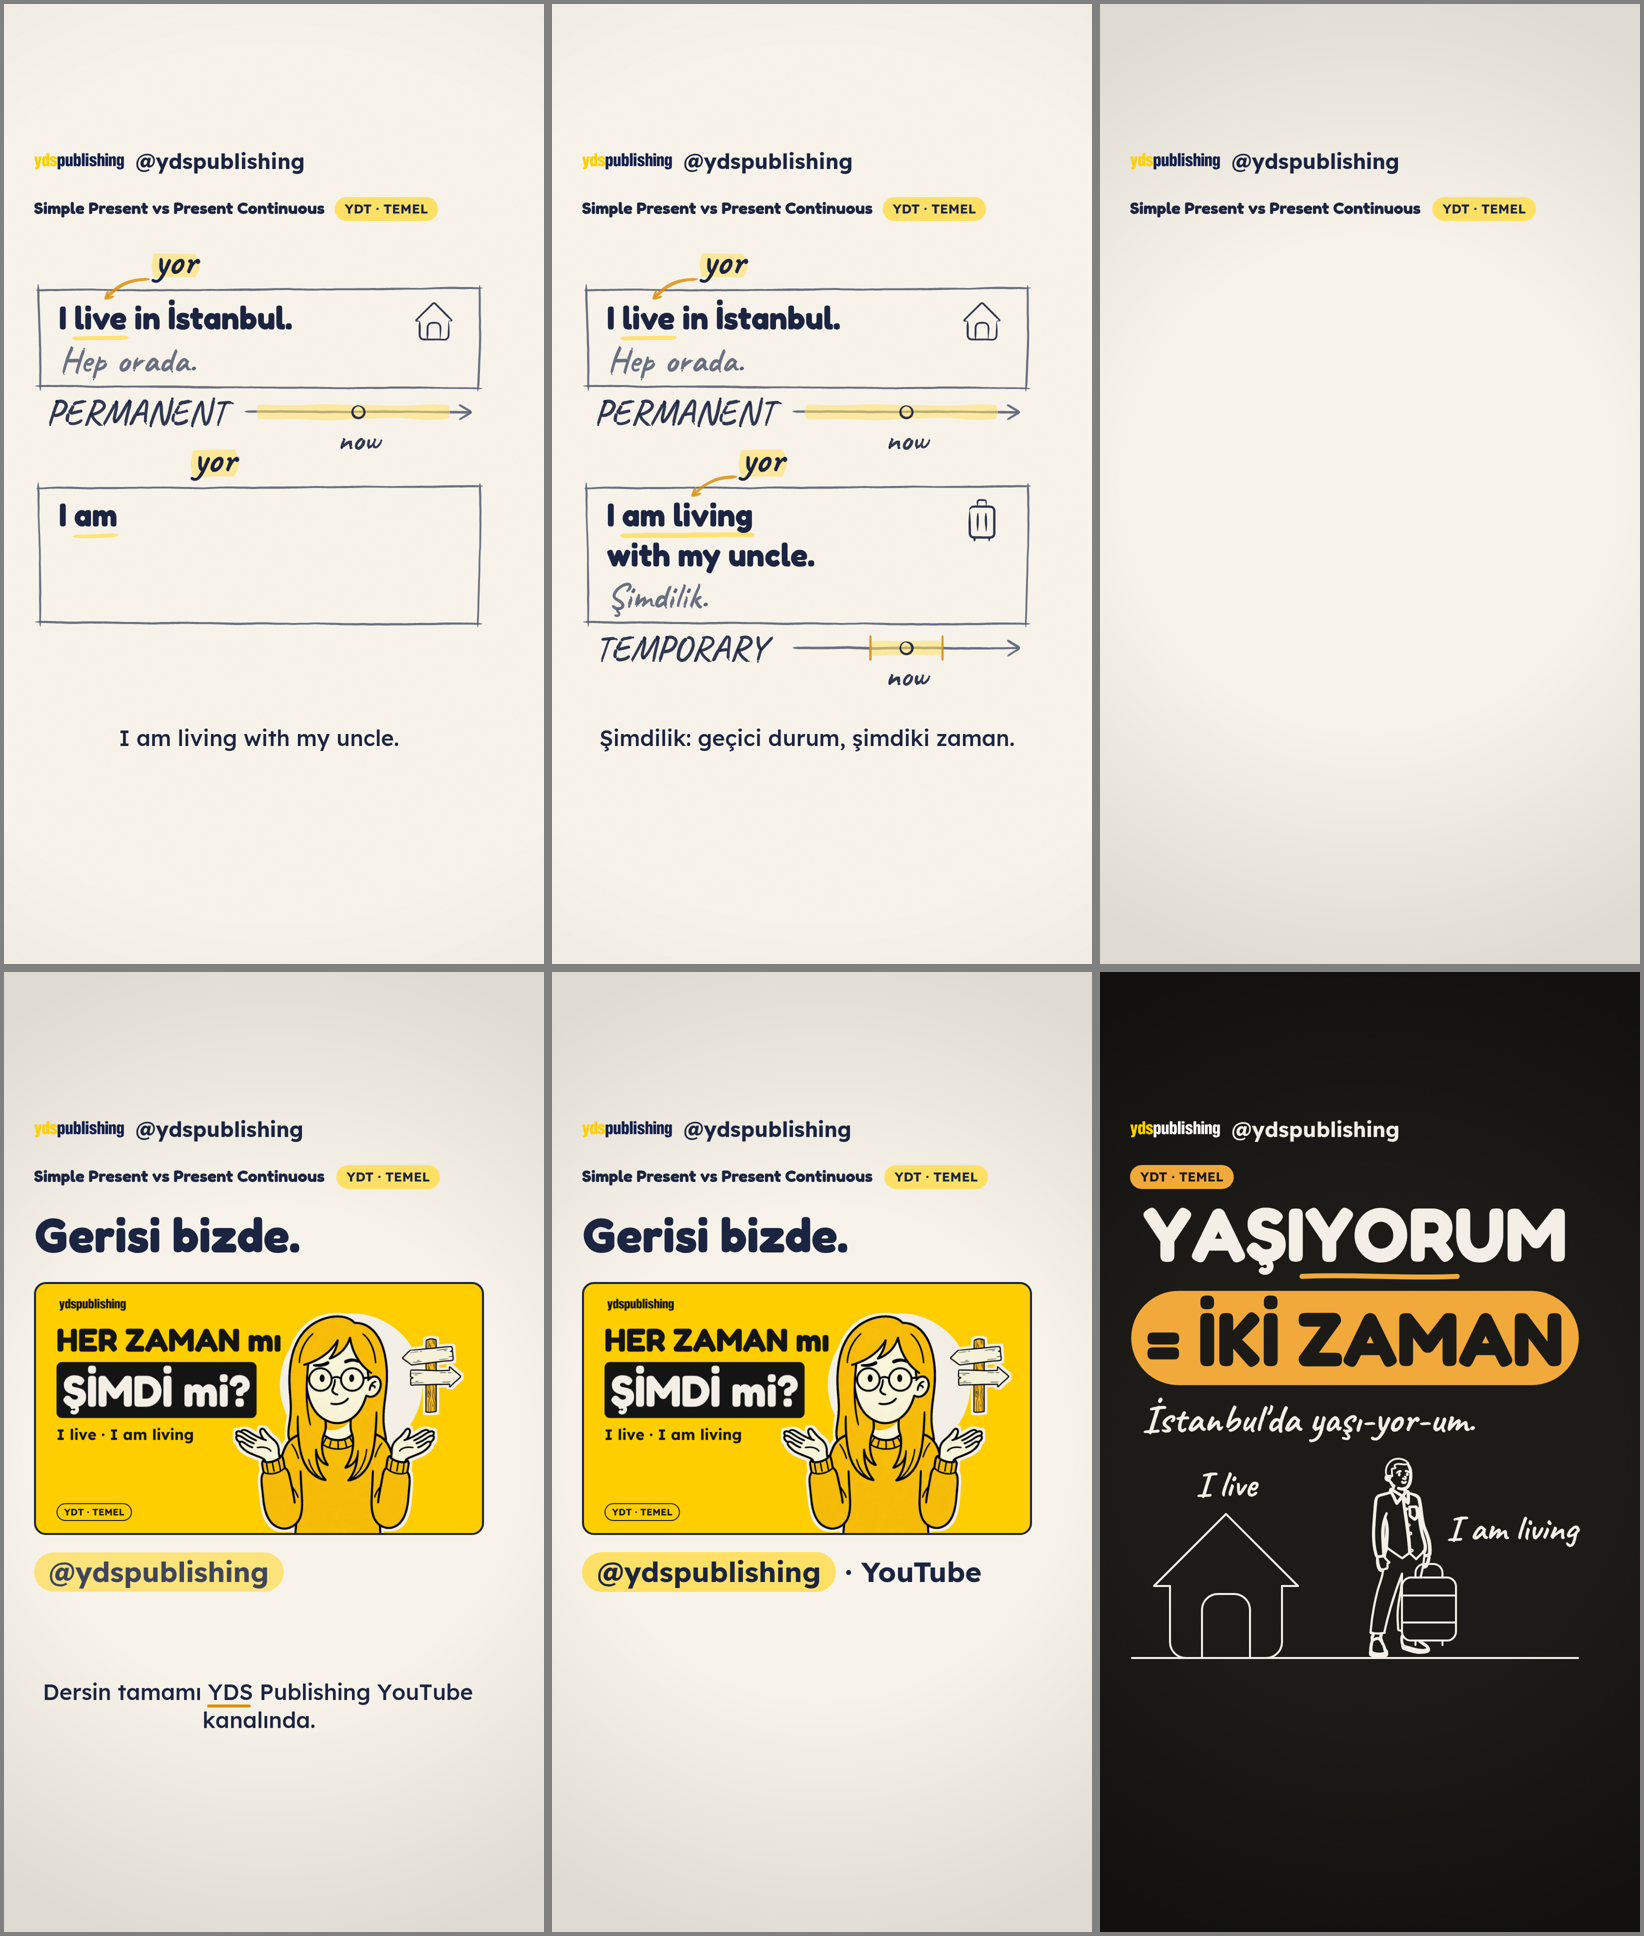 ydspublishing @ydspublishing
Simple Present vs Present Continuous YDT · TEMEL
yor
I live in İstanbul.
Hep orada.
PERMANENT
now
yor
I am
I am living with my uncle.
ydspublishing @ydspublishing
Simple Present vs Present Continuous YDT · TEMEL
yor
I live in İstanbul.
Hep orada.
PERMANENT
now
yor
I am living
with my uncle.
Şimdilik.
TEMPORARY
now
Şimdilik: geçici durum, şimdiki zaman.
ydspublishing @ydspublishing
Simple Present vs Present Continuous YDT · TEMEL
ydspublishing @ydspublishing
Simple Present vs Present Continuous YDT · TEMEL
Gerisi bizde.
ydspublishing
HER ZAMAN mı
ŞİMDİ mi?
I live · I am living
YDT · TEMEL
@ydspublishing
Dersin tamamı YDS Publishing YouTube
kanalında.
ydspublishing @ydspublishing
Simple Present vs Present Continuous YDT · TEMEL
Gerisi bizde.
ydspublishing
HER ZAMAN mı
ŞİMDİ mi?
I live · I am living
YDT · TEMEL
@ydspublishing · YouTube
ydspublishing @ydspublishing
YDT · TEMEL
YAŞIYORUM
= İKİ ZAMAN
İstanbul'da yaşı-yor-um.
I live
I am living